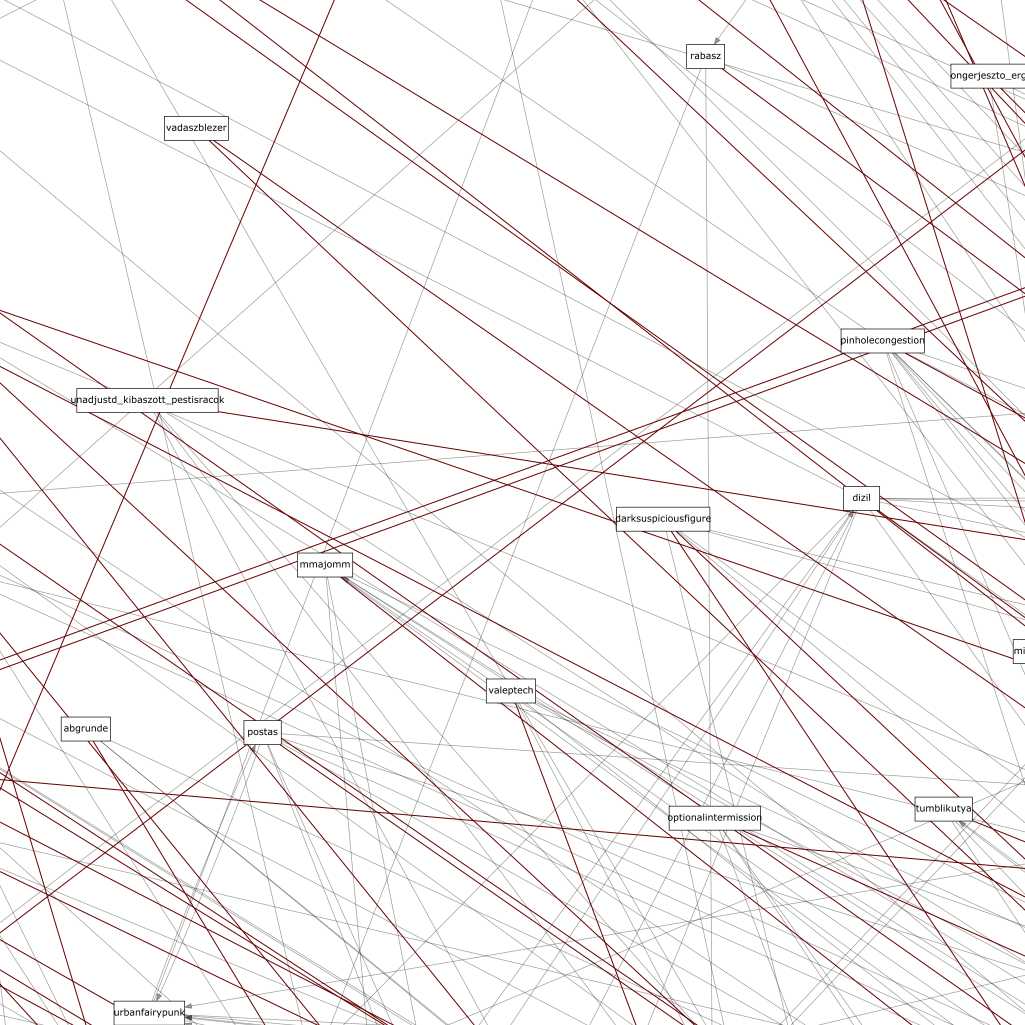 rabasz
ongerjeszto_erg
vadaszblezer
pinholecongestion
unadjustd_kibaszott_pestisracok
dizil
darksuspiciousfigure
mmajomm
mi
valeptech
abgrunde
postas
tumblikutya
optionalintermission
urbanfairypunk